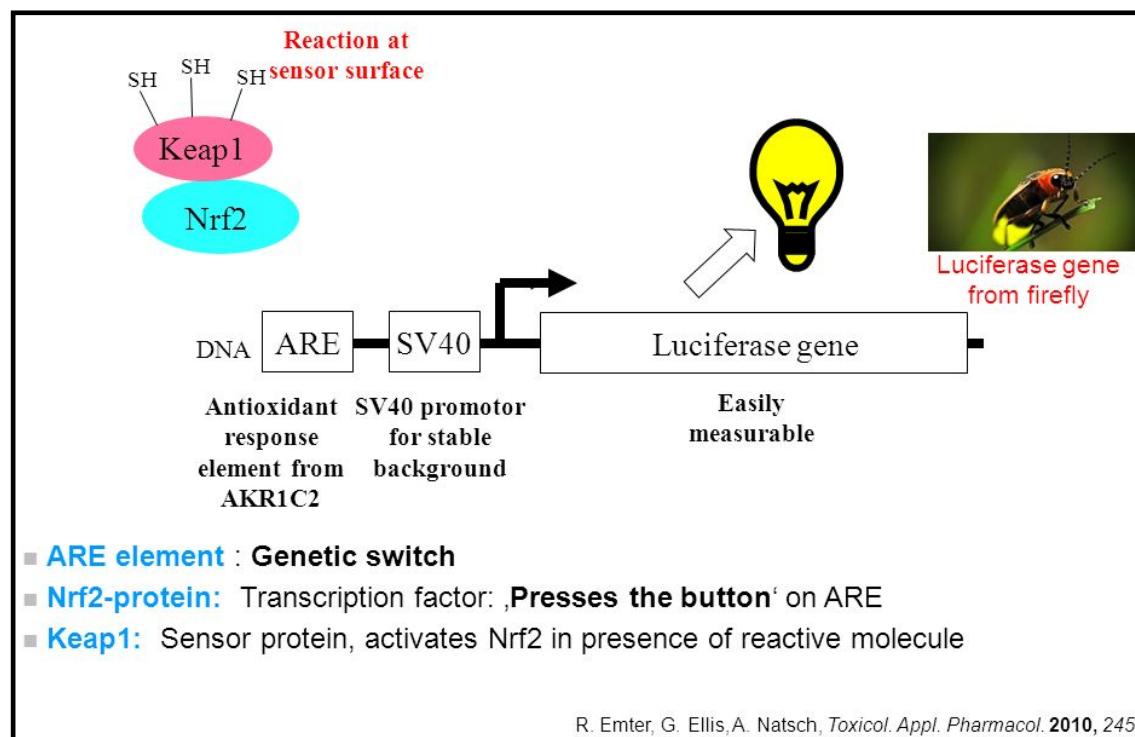 Reaction at
sensor surface
SH
SH
SH
Keap1
Nrf2
Luciferase gene
from firefly
DNA
ARE
SV40
Luciferase gene
Antioxidant
response
element from
AKR1C2
SV40 promotor
for stable
background
Easily
measurable
ARE element : Genetic switch
Nrf2-protein: Transcription factor: ‚Presses the button‘ on ARE
Keap1: Sensor protein, activates Nrf2 in presence of reactive molecule
R. Emter, G. Ellis, A. Natsch, Toxicol. Appl. Pharmacol. 2010, 245